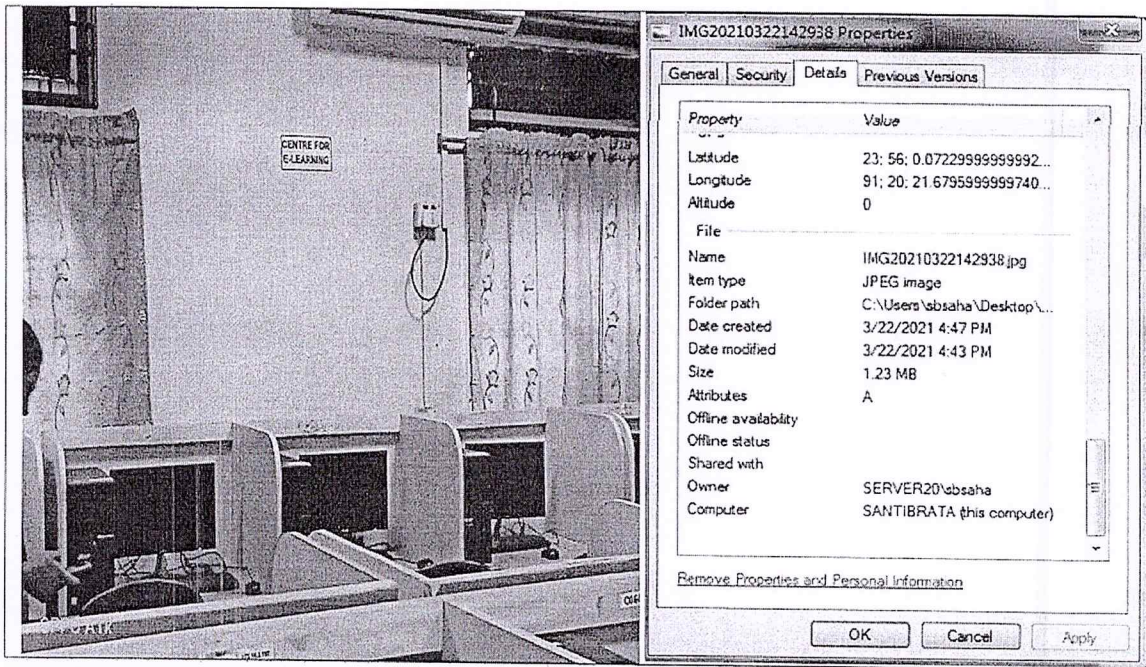 CENTRE FOR
E-LEARNING
IMG20210322142938 Properties
General Security Details Previous Versions
Property Value
Latitude 23; 56; 0.07229999999992...
Longitude 91; 20; 21.6795999999740...
Altitude 0
File
Name IMG20210322142938.jpg
Item type JPEG image
Folder path C:\Users\sbsaha\Desktop\...
Date created 3/22/2021 4:47 PM
Date modified 3/22/2021 4:43 PM
Size 1.23 MB
Attributes A
Offline availability
Offline status
Shared with
Owner SERVER20\sbsaha
Computer SANTIBRATA (this computer)
Remove Properties and Personal Information
OK Cancel Apply